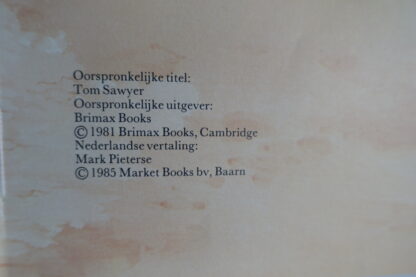 Oorspronkelijke titel:
Tom Sawyer
Oorspronkelijke uitgever:
Brimax Books
© 1981 Brimax Books, Cambridge
Nederlandse vertaling:
Mark Pieterse
© 1985 Market Books bv, Baarn